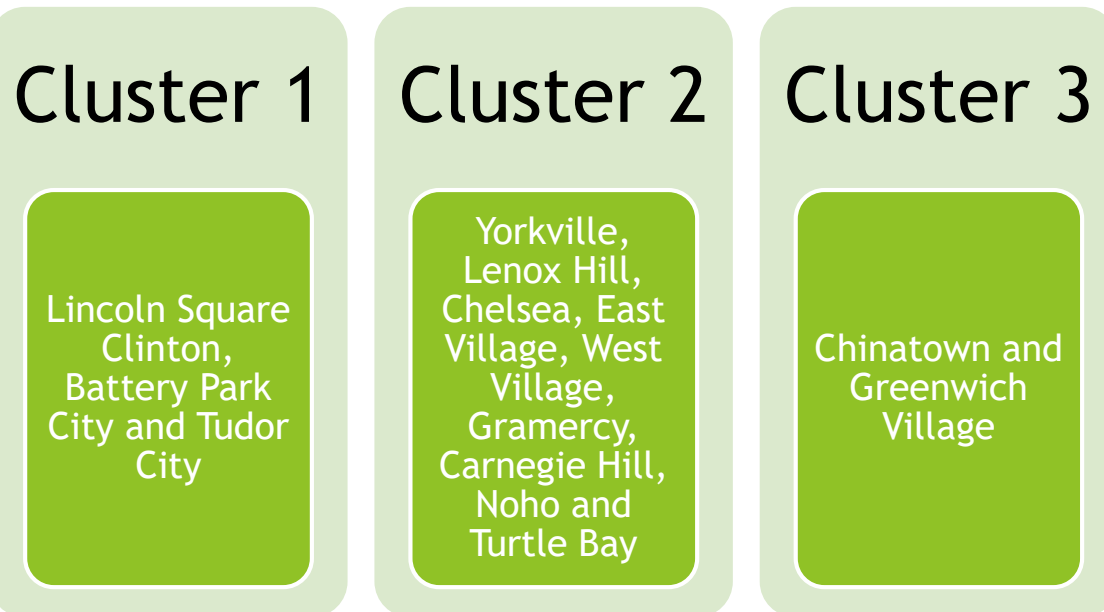 Cluster 1
Lincoln Square
Clinton,
Battery Park
City and Tudor
City
Cluster 2
Yorkville,
Lenox Hill,
Chelsea, East
Village, West
Village,
Gramercy,
Carnegie Hill,
Noho and
Turtle Bay
Cluster 3
Chinatown and
Greenwich
Village